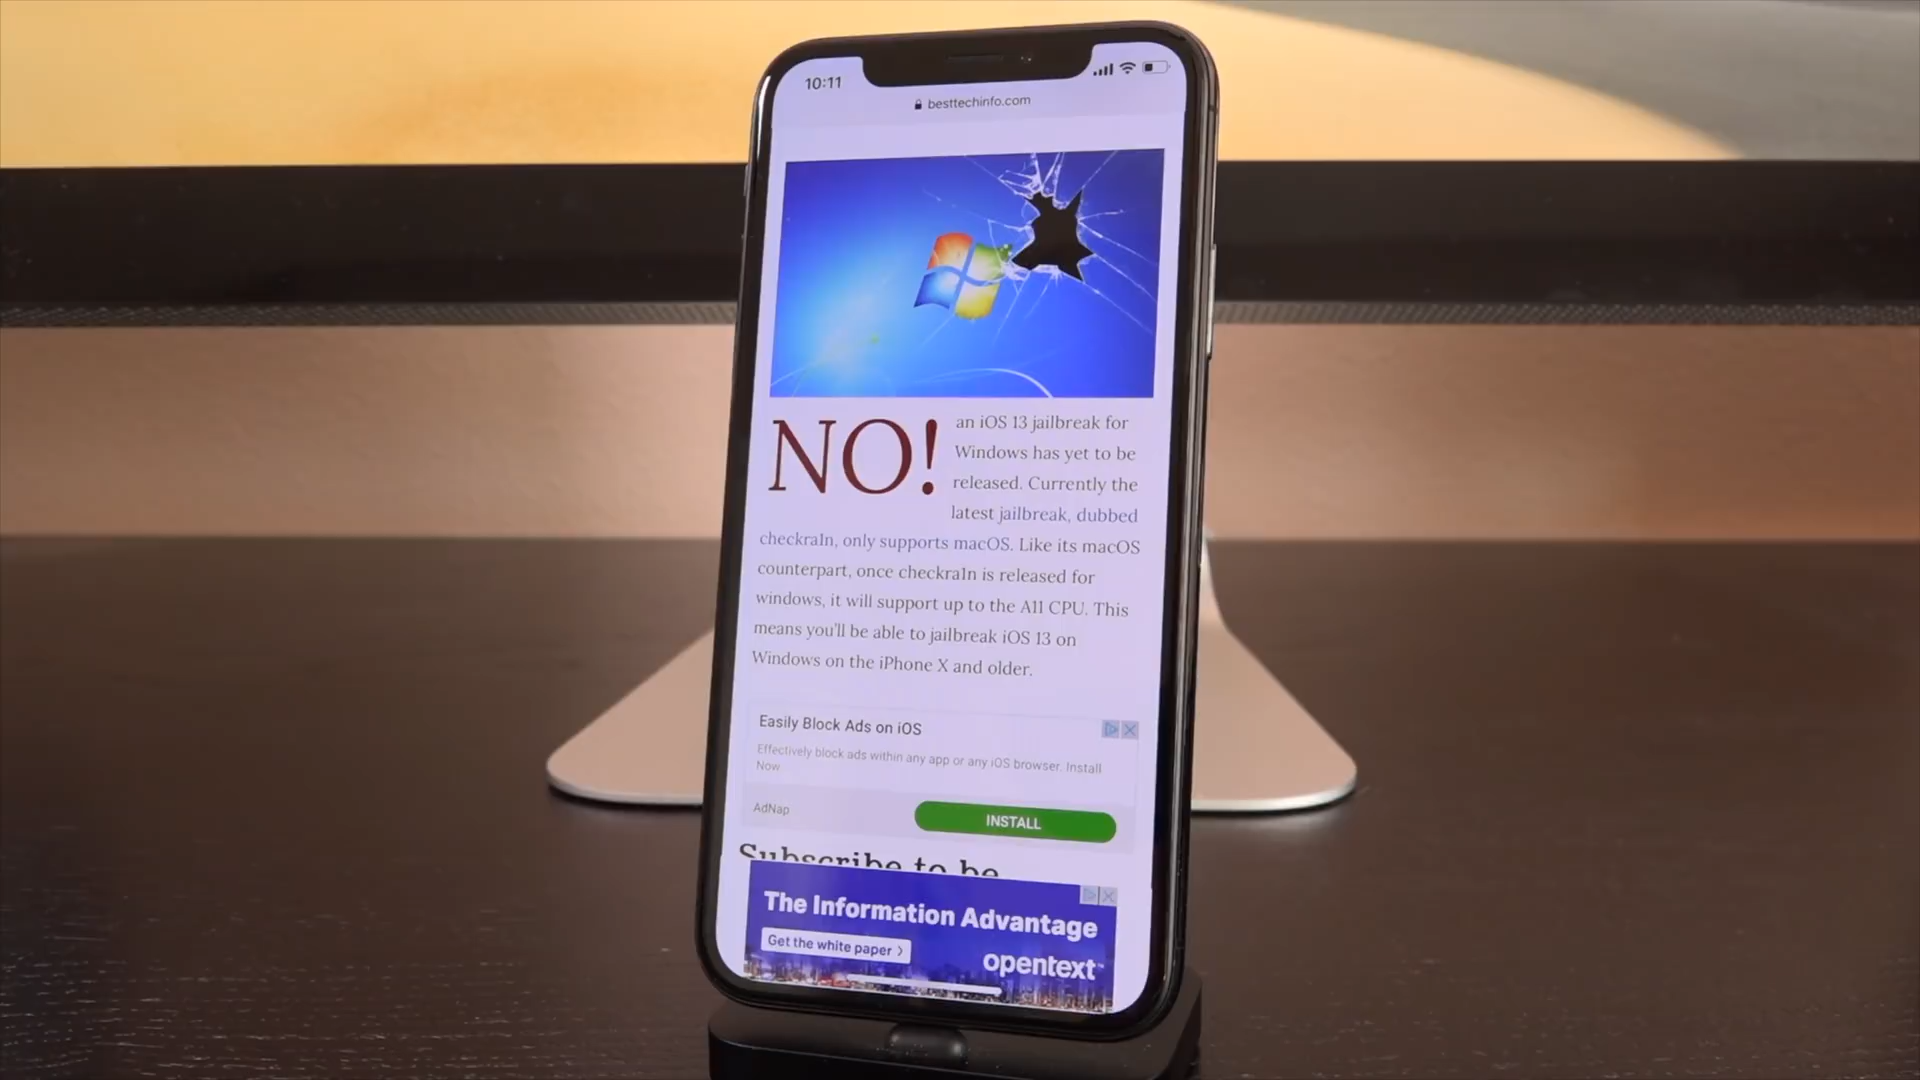 10:11
besttechinfo.com
NO!
an iOS 13 jailbreak for
Windows has yet to be
released. Currently the
latest jailbreak, dubbed
checkra1n, only supports macOS. Like its macOS
counterpart, once checkra1n is released for
windows, it will support up to the A11 CPU. This
means you'll be able to jailbreak iOS 13 on
Windows on the iPhone X and older.
Easily Block Ads on iOS
Effectively block ads within any app or any iOS browser. Install
Now
AdNap
INSTALL
Subscribe to be
The Information Advantage
Get the white paper >
opentext™